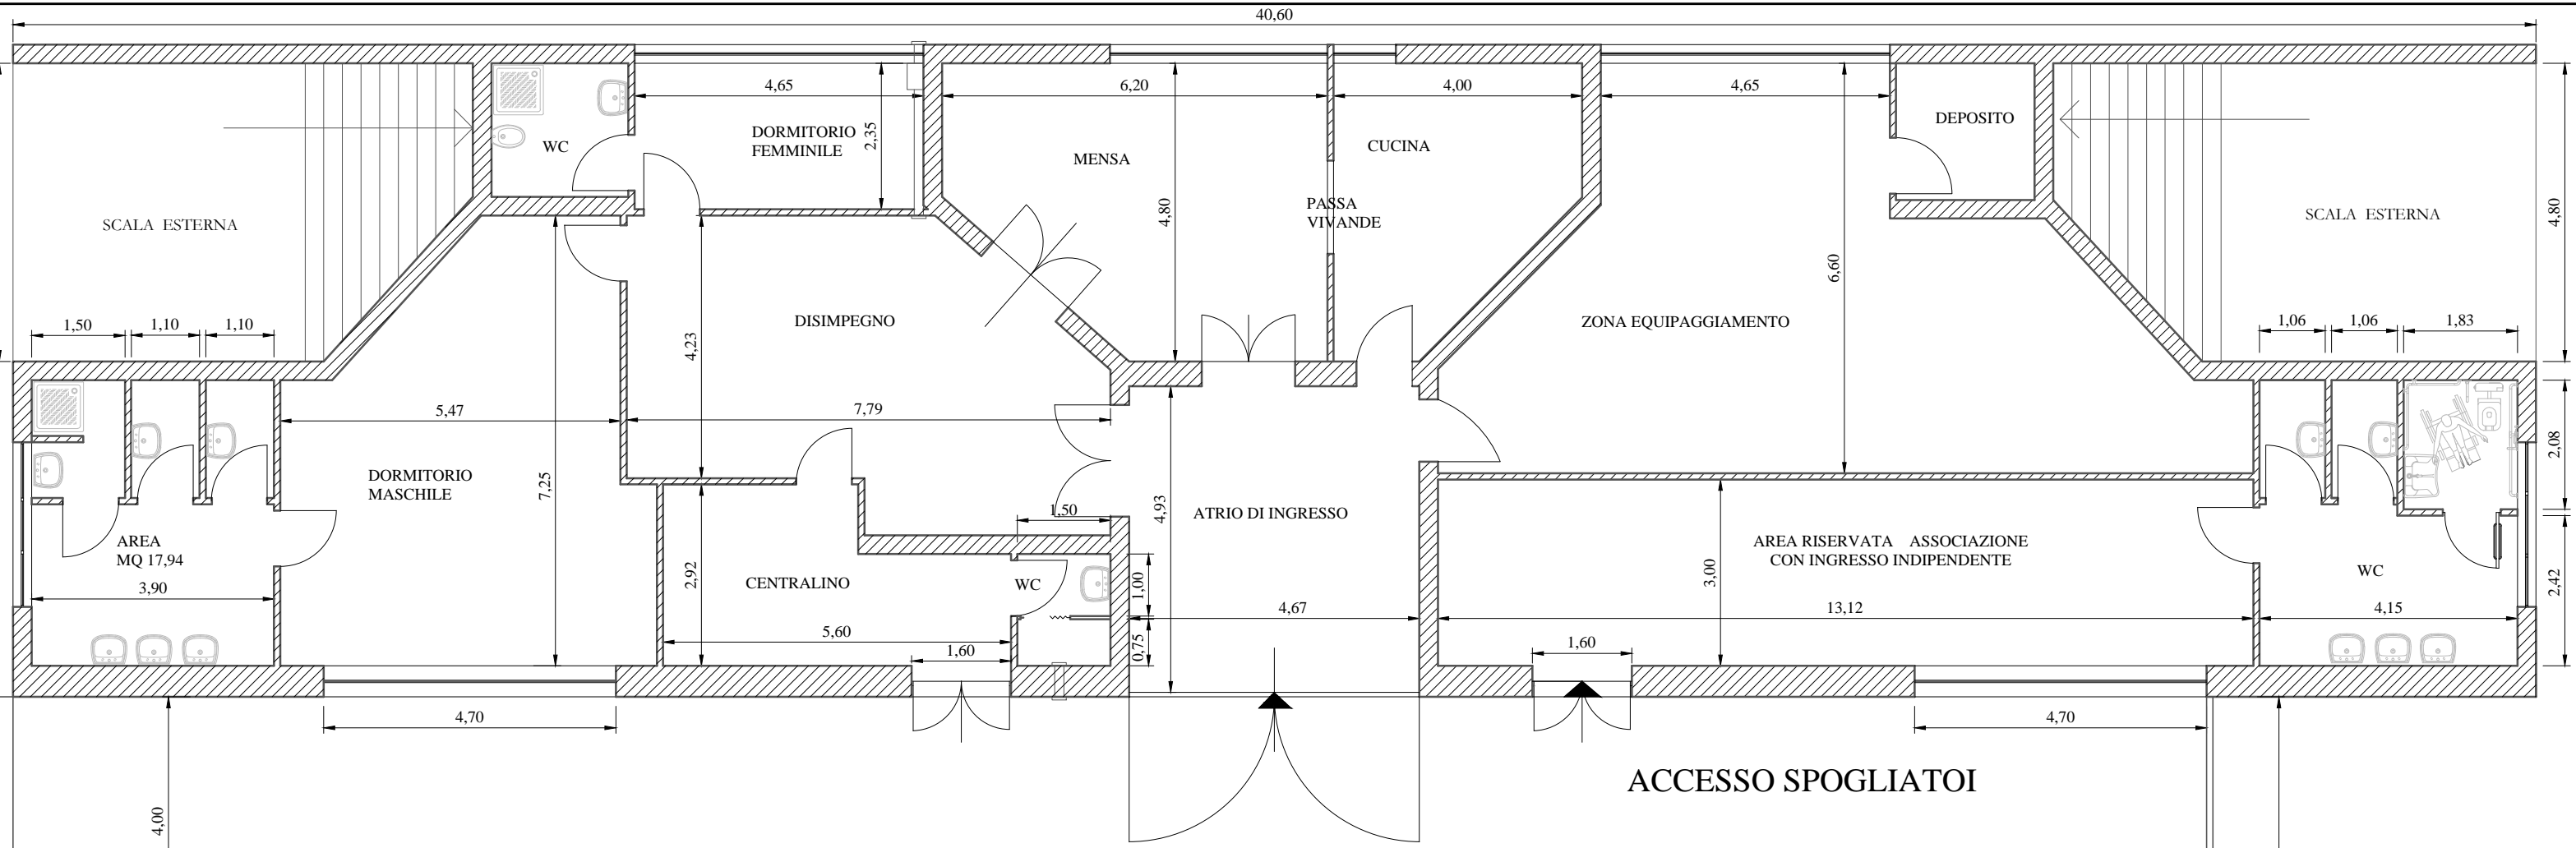 40,60
4,65
6,20
4,00
4,65
DORMITORIO
FEMMINILE
2,35
WC
MENSA
CUCINA
DEPOSITO
4,80
PASSA
VIVANDE
6,60
4,80
SCALA ESTERNA
SCALA ESTERNA
1,50
1,10
1,10
DISIMPEGNO
4,23
ZONA EQUIPAGGIAMENTO
1,06
1,06
1,83
5,47
7,79
2,08
DORMITORIO
MASCHILE
7,25
4,93
1,50
ATRIO DI INGRESSO
AREA
MQ 17,94
3,90
AREA RISERVATA ASSOCIAZIONE
CON INGRESSO INDIPENDENTE
3,00
2,92
CENTRALINO
WC
1,00
WC
2,42
4,67
13,12
4,15
5,60
1,60
0,75
1,60
4,70
4,70
ACCESSO SPOGLIATOI
4,00